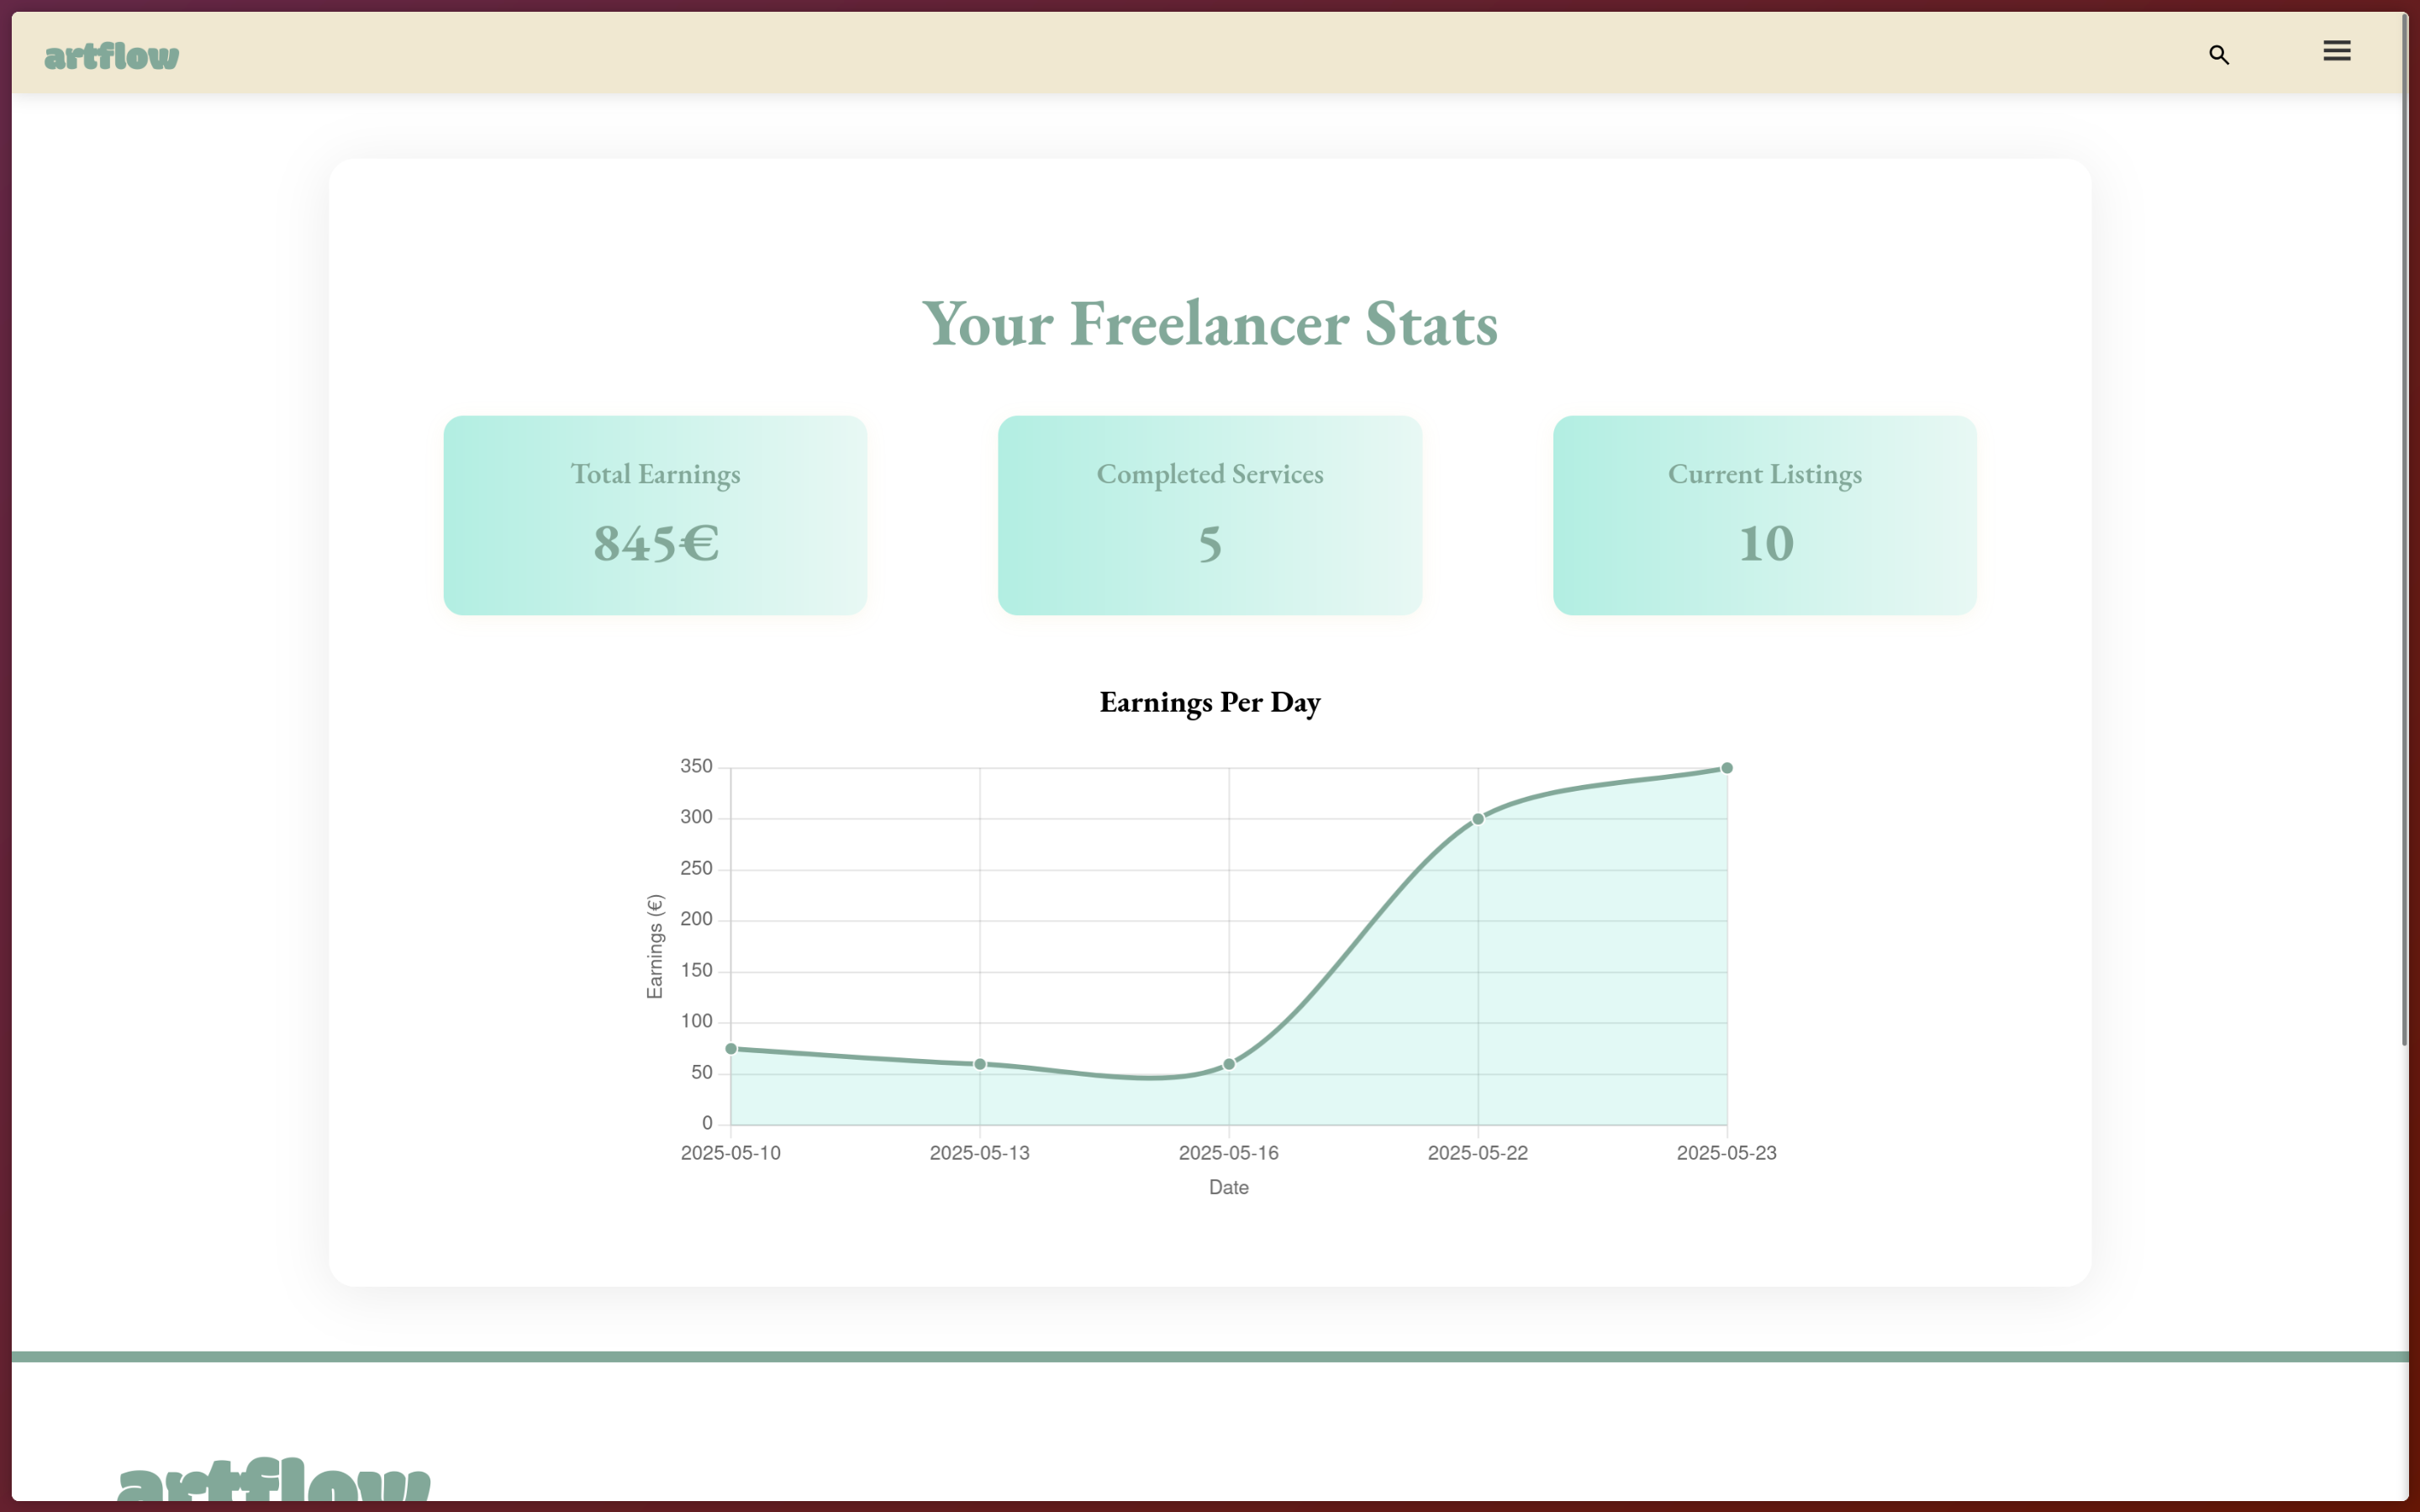 artflow
Your Freelancer Stats
Total Earnings
845€
Completed Services
5
Current Listings
10
Earnings Per Day
350
300
250
200
150
100
50
0
Earnings (€)
2025-05-10
2025-05-13
2025-05-16
2025-05-22
2025-05-23
Date
artflow